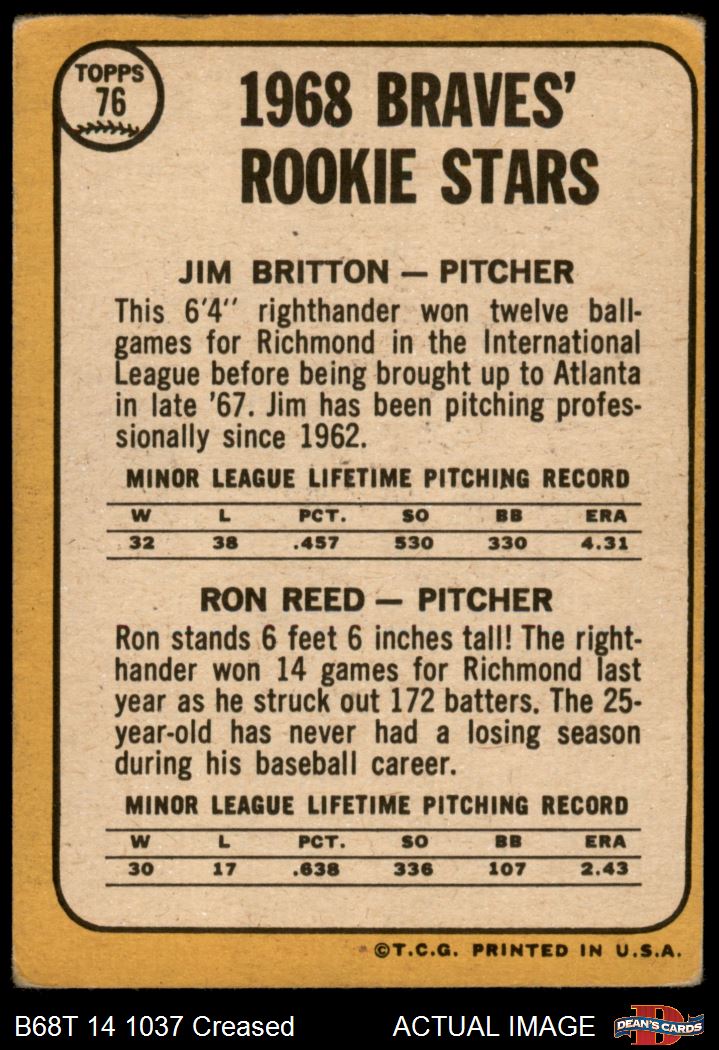 TOPPS
76
1968 BRAVES'
ROOKIE STARS
JIM BRITTON — PITCHER
This 6'4" righthander won twelve ball-
games for Richmond in the International
League before being brought up to Atlanta
in late '67. Jim has been pitching profes-
sionally since 1962.
MINOR LEAGUE LIFETIME PITCHING RECORD
W L PCT. SO BB ERA
32 38 .457 530 330 4.31
RON REED — PITCHER
Ron stands 6 feet 6 inches tall! The right-
hander won 14 games for Richmond last
year as he struck out 172 batters. The 25-
year-old has never had a losing season
during his baseball career.
MINOR LEAGUE LIFETIME PITCHING RECORD
W L PCT. SO BB ERA
30 17 .638 336 107 2.43
©T.C.G. PRINTED IN U.S.A.
B68T 14 1037 Creased ACTUAL IMAGE D DEAN'S CARDS